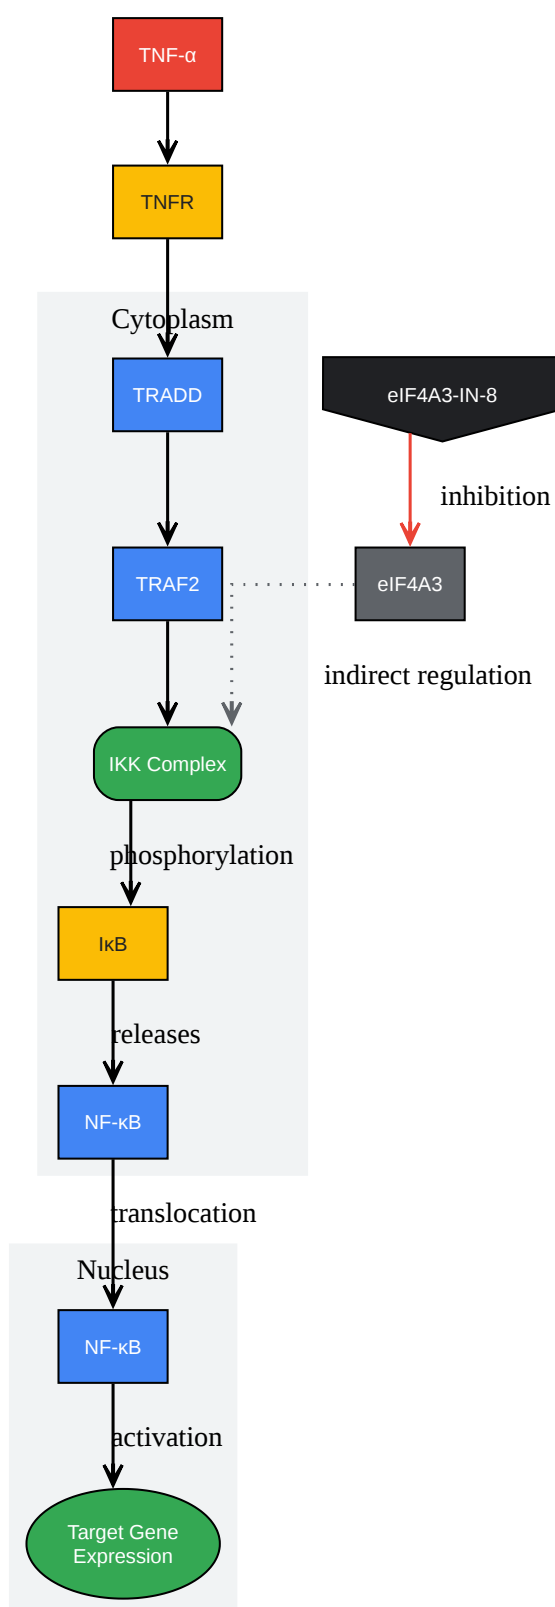 TNF-α
TNFR
Cytoplasm
TRADD
eIF4A3-IN-8
inhibition
TRAF2
eIF4A3
indirect regulation
IKK Complex
phosphorylation
IκB
releases
NF-κB
translocation
Nucleus
NF-κB
activation
Target Gene
Expression